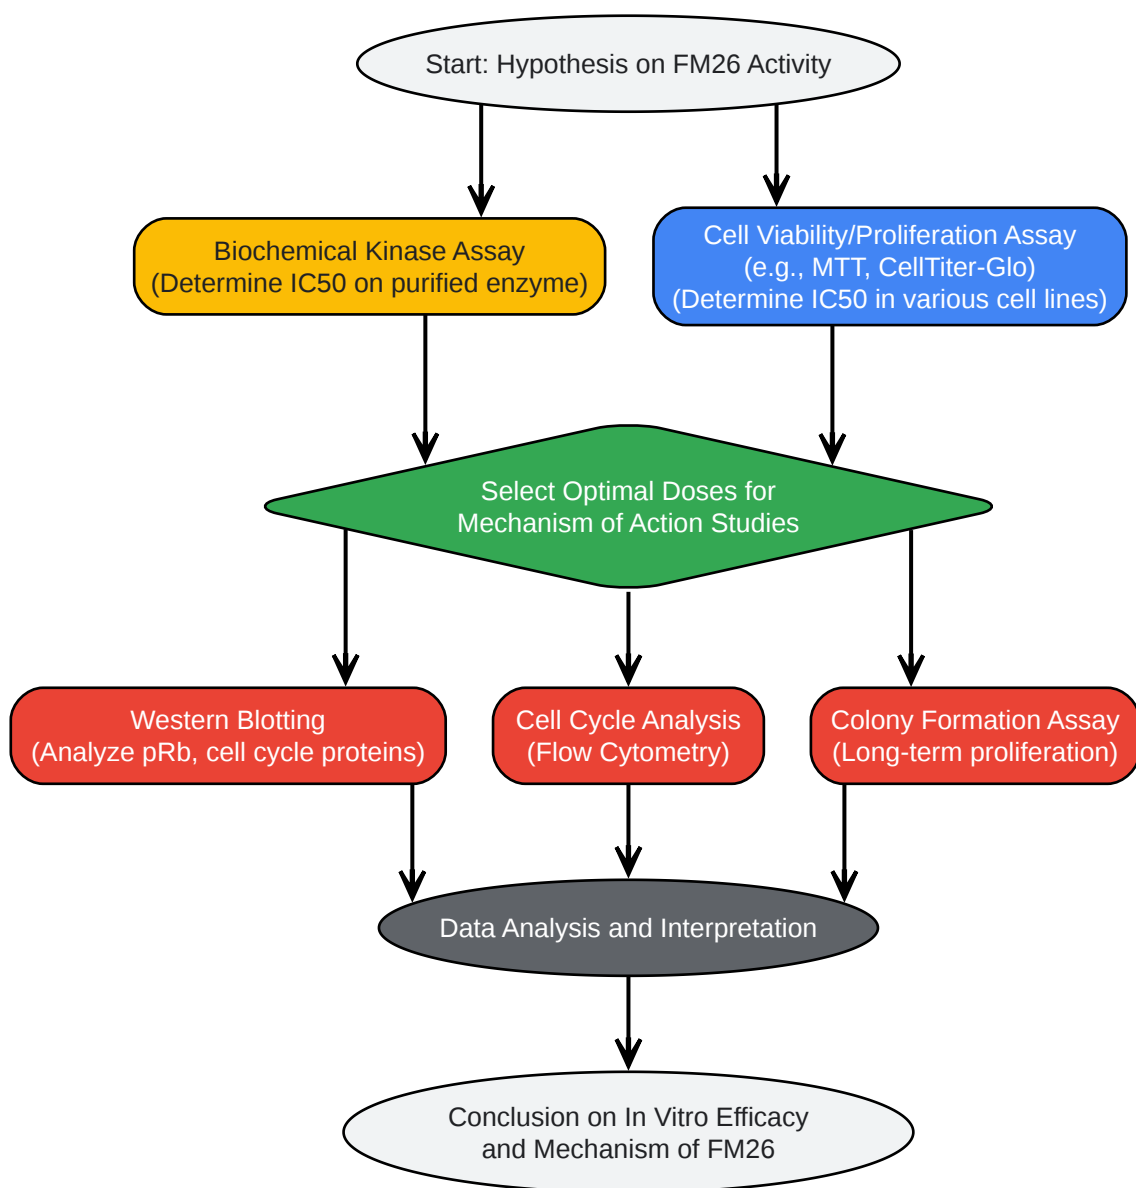 Start: Hypothesis on FM26 Activity
Biochemical Kinase Assay
(Determine IC50 on purified enzyme)
Cell Viability/Proliferation Assay
(e.g., MTT, CellTiter-Glo)
(Determine IC50 in various cell lines)
Select Optimal Doses for
Mechanism of Action Studies
Western Blotting
(Analyze pRb, cell cycle proteins)
Cell Cycle Analysis
(Flow Cytometry)
Colony Formation Assay
(Long-term proliferation)
Data Analysis and Interpretation
Conclusion on In Vitro Efficacy
and Mechanism of FM26